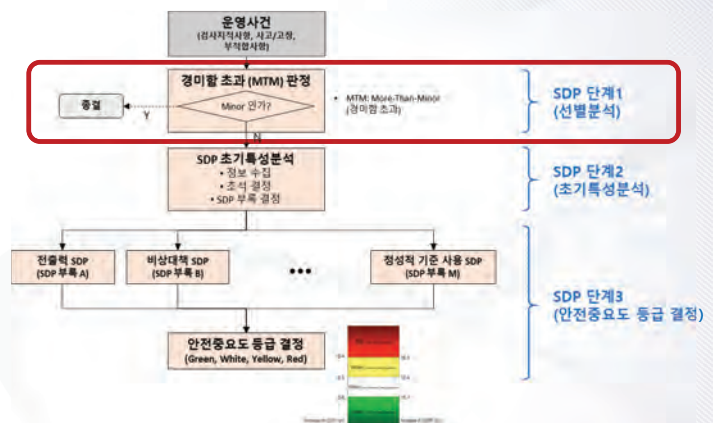 운영사건
(검사지적사항, 사고/고장,
부적합사항)
경미함 초과 (MTM) 판정
종결
Y
Minor 인가?
• MTM: More-Than-Minor
(경미함 초과)
SDP 단계1
(선별분석)
N
SDP 초기특성분석
• 정보 수집
• 초석 결정
• SDP 부록 결정
SDP 단계2
(초기특성분석)
전출력 SDP
(SDP 부록 A)
비상대책 SDP
(SDP 부록 B)
•••
정성적 기준 사용 SDP
(SDP 부록 M)
SDP 단계3
(안전중요도 등급 결정)
안전중요도 등급 결정
(Green, White, Yellow, Red)